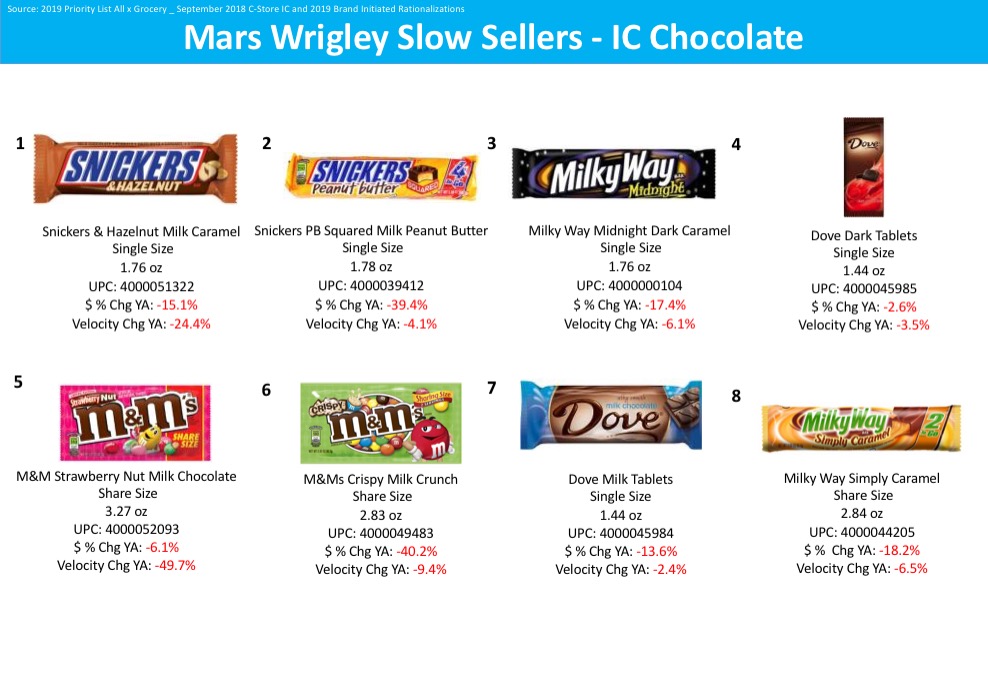 Source: 2019 Priority List All x Grocery _ September 2018 C-Store IC and 2019 Brand Initiated Rationalizations
Mars Wrigley Slow Sellers - IC Chocolate
1
SNICKERS
& HAZELNUT
Snickers & Hazelnut Milk Caramel
Single Size
1.76 oz
UPC: 4000051322
$ % Chg YA: -15.1%
Velocity Chg YA: -24.4%
2
SNICKERS
Peanut butter
SQUARED
4
to Go
Snickers PB Squared Milk Peanut Butter
Single Size
1.78 oz
UPC: 4000039412
$ % Chg YA: -39.4%
Velocity Chg YA: -4.1%
3
MilkyWay
BAR
Midnight
Milky Way Midnight Dark Caramel
Single Size
1.76 oz
UPC: 4000000104
$ % Chg YA: -17.4%
Velocity Chg YA: -6.1%
4
Dove
Dove Dark Tablets
Single Size
1.44 oz
UPC: 4000045985
$ % Chg YA: -2.6%
Velocity Chg YA: -3.5%
5
Strawberry Nut
m&m's
SHARE
SIZE
M&M Strawberry Nut Milk Chocolate
Share Size
3.27 oz
UPC: 4000052093
$ % Chg YA: -6.1%
Velocity Chg YA: -49.7%
6
CRISPY
Sharing Size
m&m's
M&Ms Crispy Milk Crunch
Share Size
2.83 oz
UPC: 4000049483
$ % Chg YA: -40.2%
Velocity Chg YA: -9.4%
7
silky smooth
milk chocolate
Dove
Dove Milk Tablets
Single Size
1.44 oz
UPC: 4000045984
$ % Chg YA: -13.6%
Velocity Chg YA: -2.4%
8
MilkyWay
Simply Caramel
2
to Go
Milky Way Simply Caramel
Share Size
2.84 oz
UPC: 4000044205
$ %  Chg YA: -18.2%
Velocity Chg YA: -6.5%